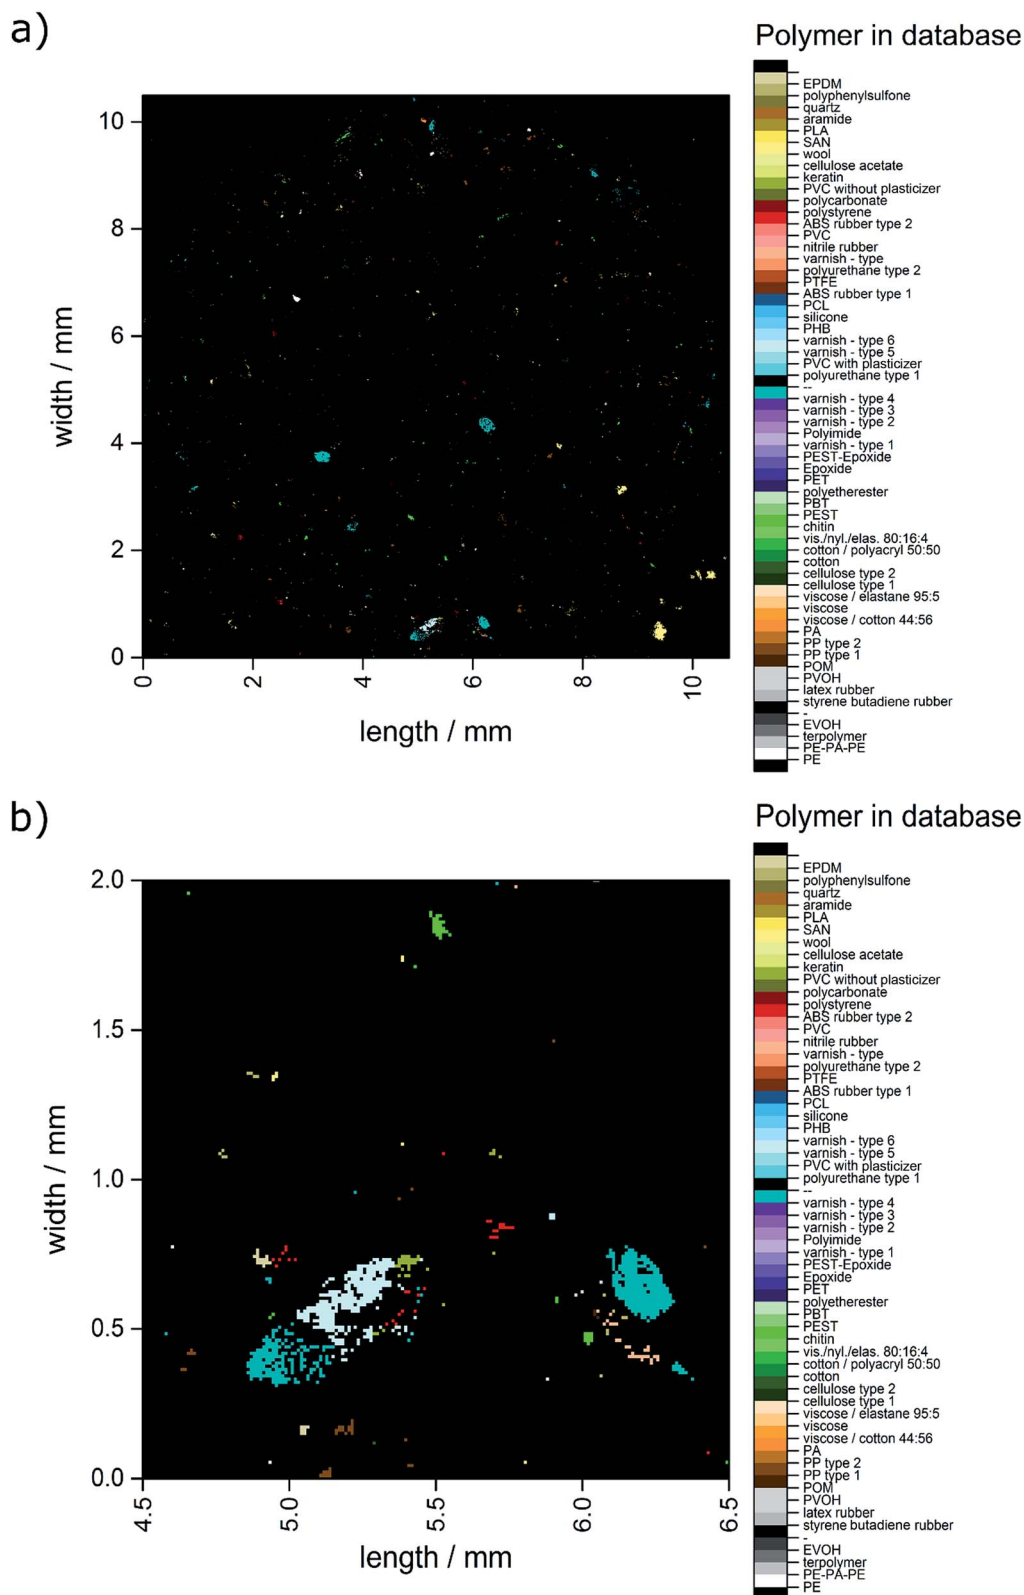 a)
Polymer in database
EPDM
polyphenylsulfone
quartz
aramide
PLA
SAN
wool
cellulose acetate
keratin
PVC without plasticizer
polycarbonate
polystyrene
ABS rubber type 2
PVC
nitrile rubber
varnish - type
polyurethane type 2
PTFE
ABS rubber type 1
PCL
silicone
PHB
varnish - type 6
varnish - type 5
PVC with plasticizer
polyurethane type 1
--
varnish - type 4
varnish - type 3
varnish - type 2
Polyimide
varnish - type 1
PEST-Epoxide
Epoxide
PET
polyetherester
PBT
PEST
chitin
vis./nyl./elas. 80:16:4
cotton / polyacryl 50:50
cotton
cellulose type 2
cellulose type 1
viscose / elastane 95:5
viscose
viscose / cotton 44:56
PA
PP type 2
PP type 1
POM
PVOH
latex rubber
styrene butadiene rubber
-
EVOH
terpolymer
PE-PA-PE
PE
10
8
6
4
2
0
width / mm
0 2 4 6 8 10
length / mm
b)
Polymer in database
EPDM
polyphenylsulfone
quartz
aramide
PLA
SAN
wool
cellulose acetate
keratin
PVC without plasticizer
polycarbonate
polystyrene
ABS rubber type 2
PVC
nitrile rubber
varnish - type
polyurethane type 2
PTFE
ABS rubber type 1
PCL
silicone
PHB
varnish - type 6
varnish - type 5
PVC with plasticizer
polyurethane type 1
--
varnish - type 4
varnish - type 3
varnish - type 2
Polyimide
varnish - type 1
PEST-Epoxide
Epoxide
PET
polyetherester
PBT
PEST
chitin
vis./nyl./elas. 80:16:4
cotton / polyacryl 50:50
cotton
cellulose type 2
cellulose type 1
viscose / elastane 95:5
viscose
viscose / cotton 44:56
PA
PP type 2
PP type 1
POM
PVOH
latex rubber
styrene butadiene rubber
-
EVOH
terpolymer
PE-PA-PE
PE
2.0
1.5
1.0
0.5
0.0
width / mm
4.5 5.0 5.5 6.0 6.5
length / mm